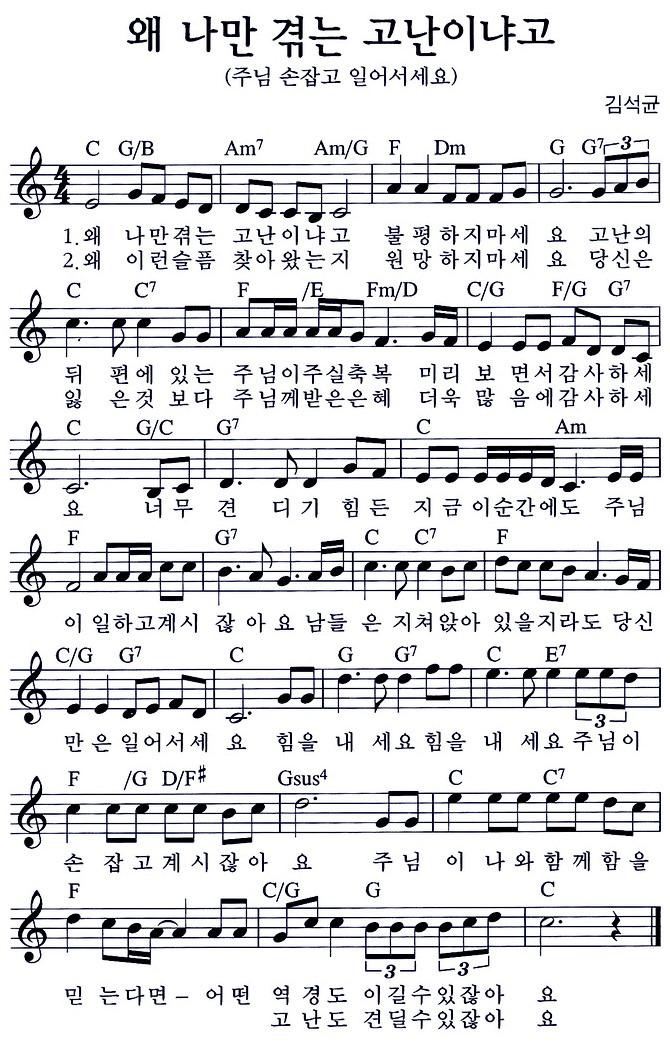 왜 나만 겪는 고난이냐고
(주님 손잡고 일어서세요)
김석균
C G/B Am7 Am/G F Dm G G7 3
4 4
1.왜 나만겪는 고난이냐고 불평하지마세 요 고난의
2.왜 이런슬픔 찾아왔는지 원망하지마세 요 당신은
C C7 F /E Fm/D C/G F/G G7
뒤 편에 있는 주님이주실축복 미리 보 면서감사하세
잃 은것 보다 주님께받은은혜 더욱 많 음에감사하세
C G/C G7 C Am
요 너무 견 디기 힘든 지금이순간에도 주님
F G7 C C7 F
이 일하고계시 잖아요 남들 은 지쳐앉아 있을지라도 당신
C/G G7 C G G7 C E7
만은 일어서세 요 힘을 내 세요힘을 내 세요주님이
3
F /G D/F♯ Gsus4 C C7
손 잡고계시잖아 요 주님 이 나와함께함을
F C/G G C
3 3
믿 는다면– 어떤 역경도 이길수있잖아 요
고난도 견딜수있잖아 요